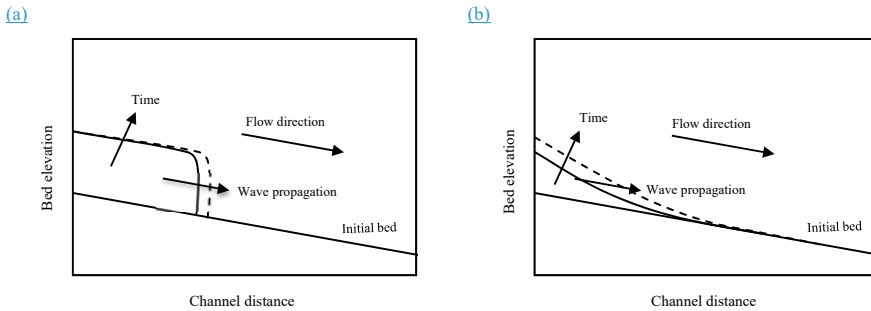 (a)
Time
Flow direction
Wave propagation
Initial bed
Bed elevation
Channel distance
(b)
Time
Flow direction
Wave propagation
Initial bed
Bed elevation
Channel distance